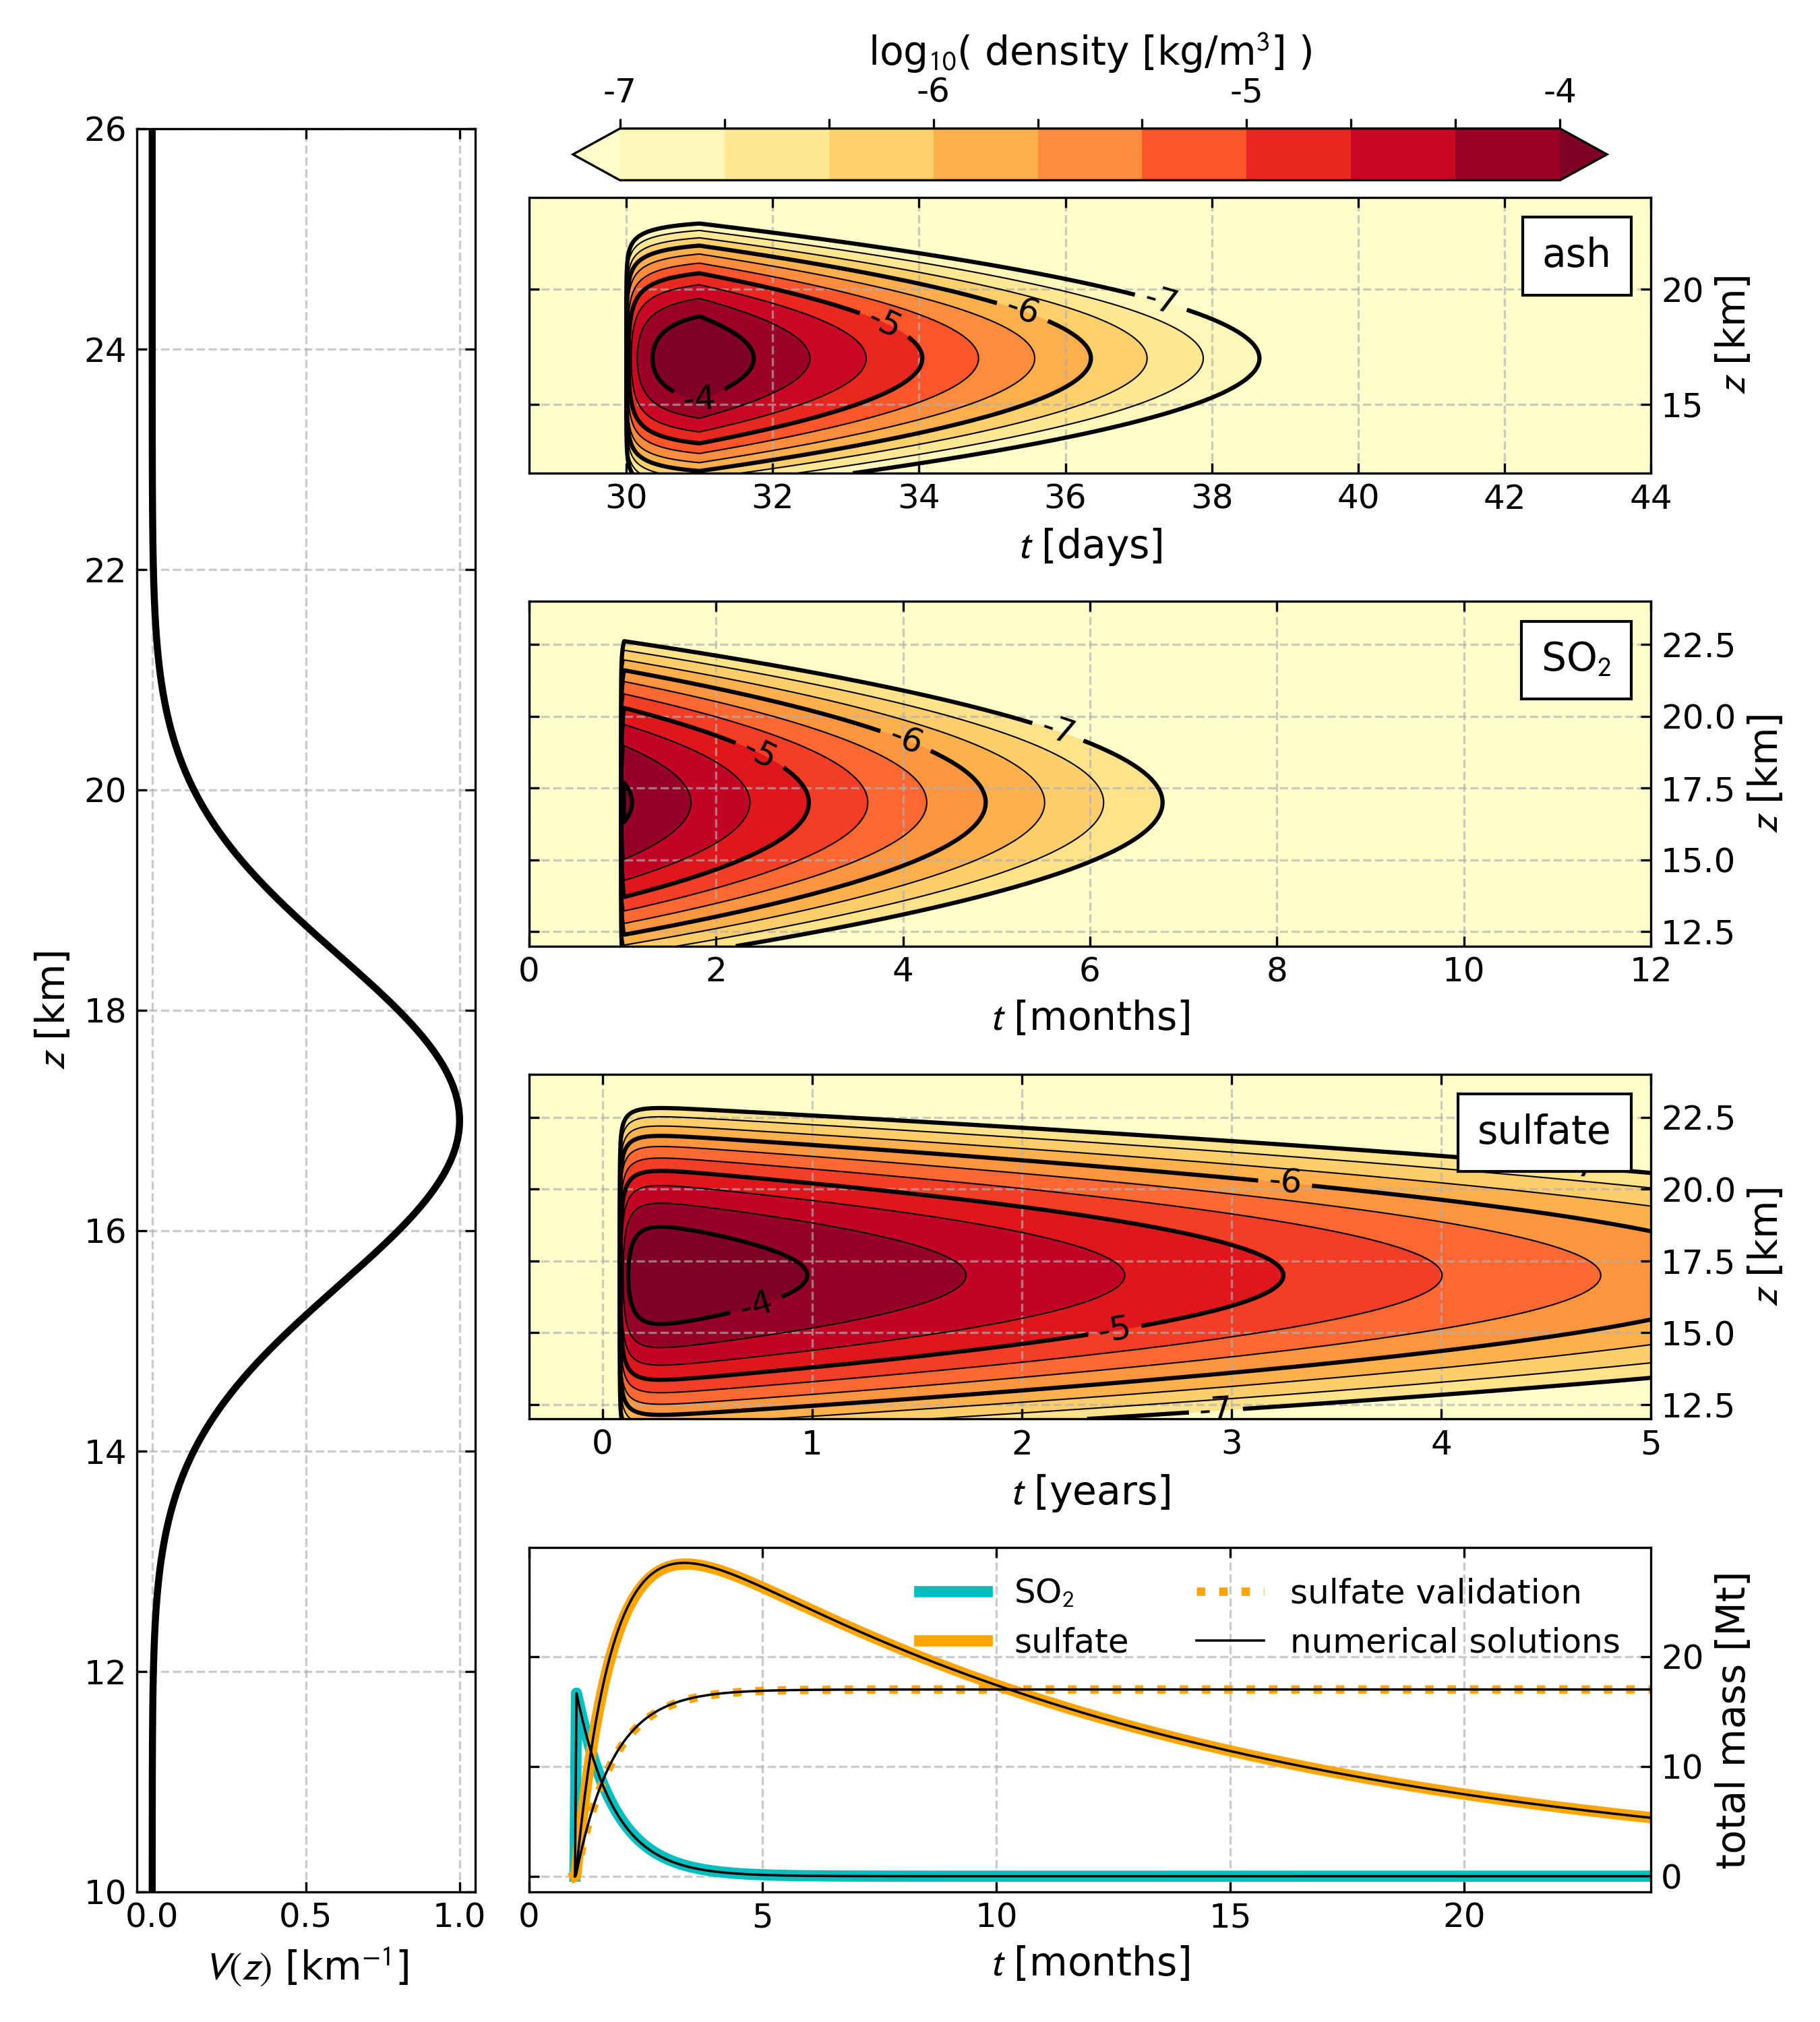 log₁₀( density [kg/m³] )
-7 -6 -5 -4
26
24
22
20
18
16
14
12
10
z [km]
0.0 0.5 1.0
V(z) [km⁻¹]
ash
-7
-6
-5
-4
20
15
z [km]
30 32 34 36 38 40 42 44
t [days]
SO₂
-7
-6
-5
22.5
20.0
17.5
15.0
12.5
z [km]
0 2 4 6 8 10 12
t [months]
sulfate
-6
-4
-5
-7
22.5
20.0
17.5
15.0
12.5
z [km]
0 1 2 3 4 5
t [years]
SO₂
sulfate
sulfate validation
numerical solutions
20
10
0
total mass [Mt]
0 5 10 15 20
t [months]